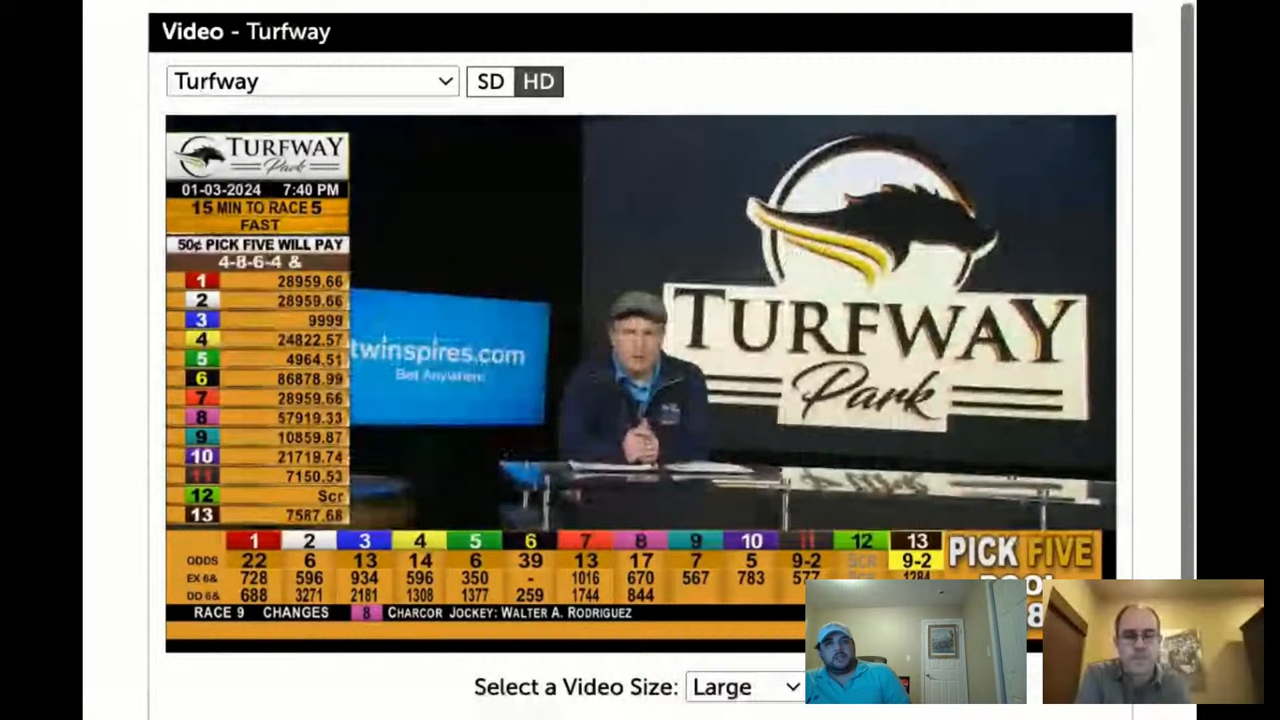 Video - Turfway
Turfway
SD HD
TURFWAY
Park
01-03-2024 7:40 PM
15 MIN TO RACE 5
FAST
50¢ PICK FIVE WILL PAY
4-8-6-4 &
1 28959.66
2 28959.66
3 9999
4 24822.57
5 4964.51
6 86878.99
7 28959.66
8 57919.33
9 10859.87
10 21719.74
11 7150.53
12 Scr
13 7587.68
twinspires.com
Bet Anywhere
TURFWAY
Park
1 2 3 4 5 6 7 8 9 10 11 12 13
ODDS 22 6 13 14 6 39 13 17 7 5 9-2 SCR 9-2
EX 6& 728 596 934 596 350 - 1016 670 567 783 577 Scr 1284
DD 6& 688 3271 2181 1308 1377 259 1744 844
PICK FIVE
POOL
RACE 9 CHANGES 8 CHARCOR JOCKEY: WALTER A. RODRIGUEZ
Select a Video Size: Large